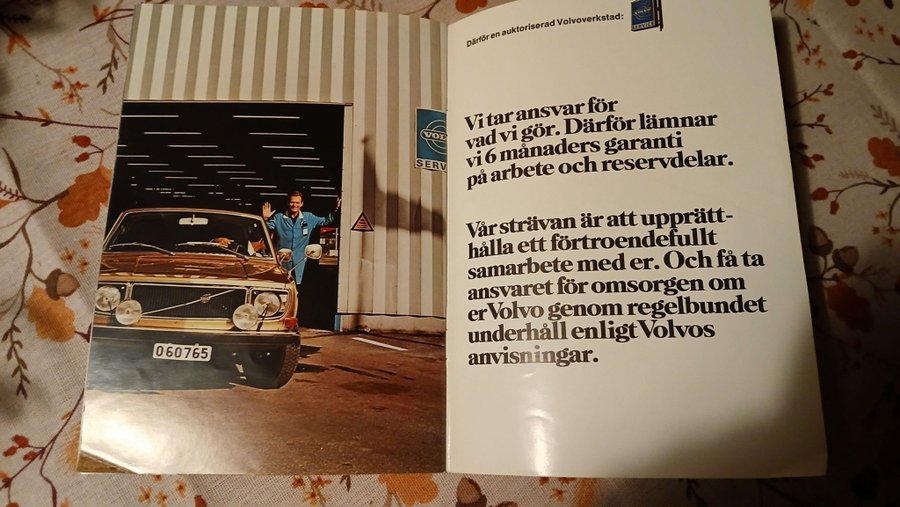 VOLVO
SERV
O60765
Därför en auktoriserad Volvoverkstad:
VOLVO
SERVICE
Vi tar ansvar för
vad vi gör. Därför lämnar
vi 6 månaders garanti
på arbete och reservdelar.
Vår strävan är att upprätt-
hålla ett förtroendefullt
samarbete med er. Och få ta
ansvaret för omsorgen om
er Volvo genom regelbundet
underhåll enligt Volvos
anvisningar.